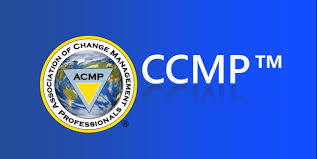 ASSOCIATION OF CHANGE MANAGEMENT
PROFESSIONALS
ACMP
®
CCMP™